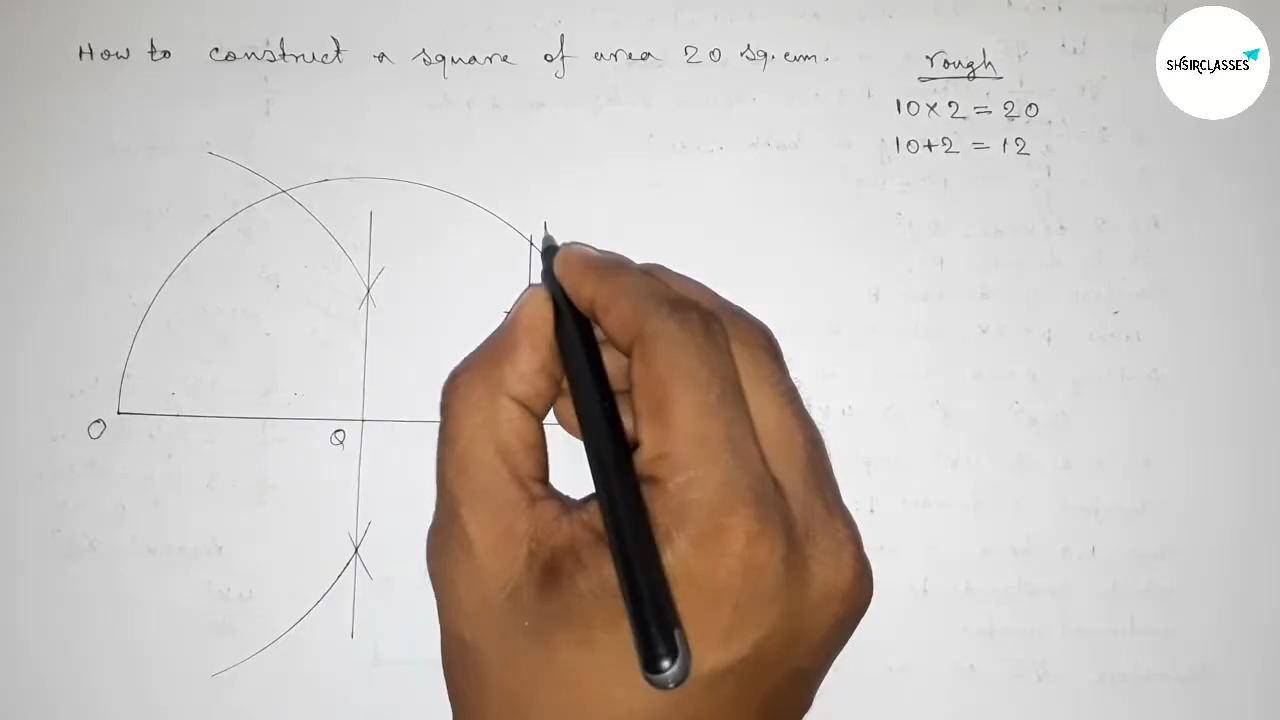 How to construct a square of area 20 sq. cm.
rough
10 × 2 = 20
10 + 2 = 12
SHSIRCLASSES
O
Q